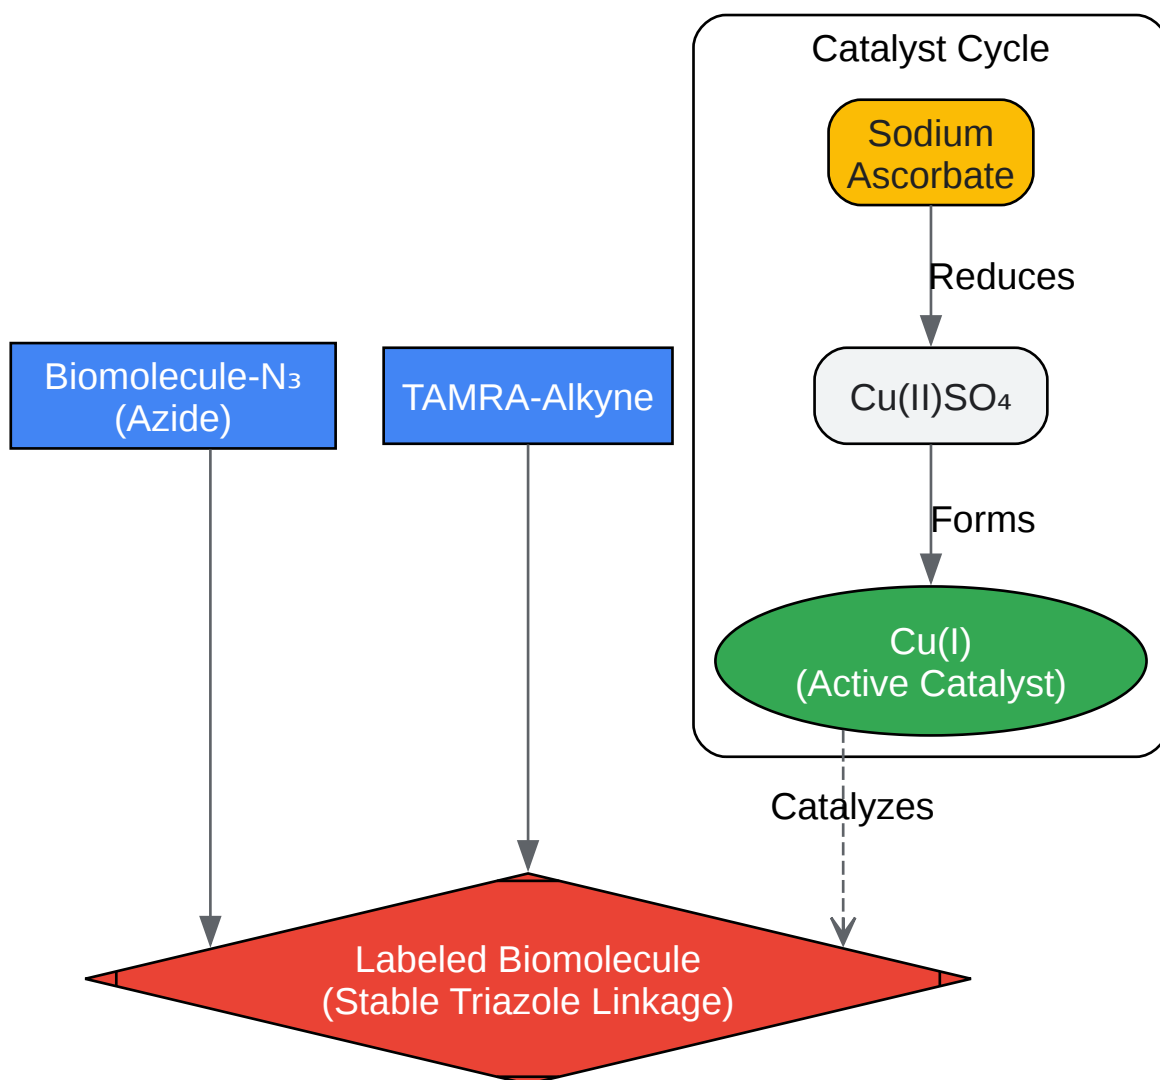 Catalyst Cycle
Sodium
Ascorbate
Reduces
Biomolecule-N₃
(Azide)
TAMRA-Alkyne
Cu(II)SO₄
Forms
Cu(I)
(Active Catalyst)
Catalyzes
Labeled Biomolecule
(Stable Triazole Linkage)